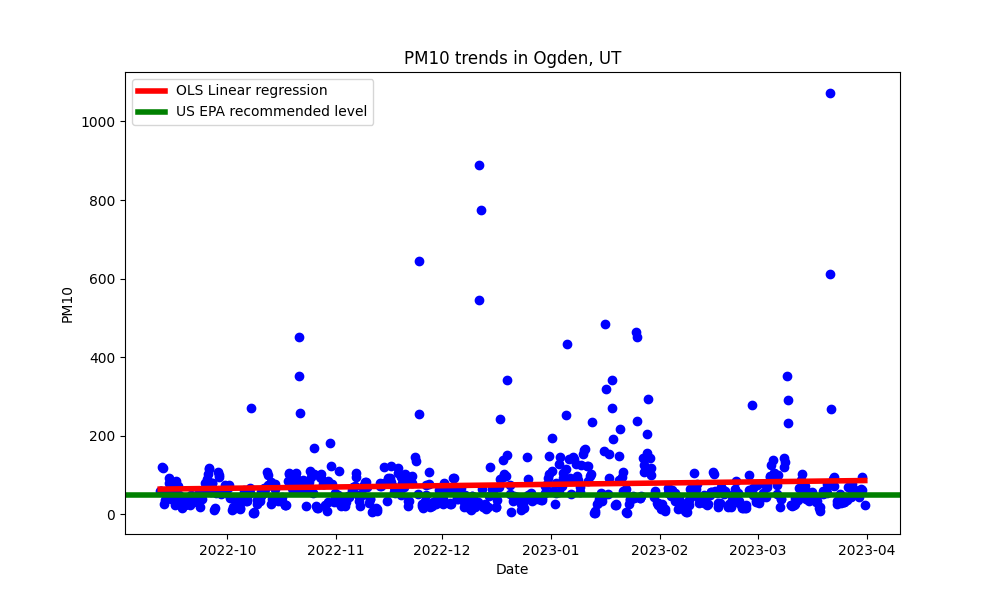 PM10 trends in Ogden, UT
OLS Linear regression
US EPA recommended level
1000
800
600
400
200
0
PM10
2022-10
2022-11
2022-12
2023-01
2023-02
2023-03
2023-04
Date